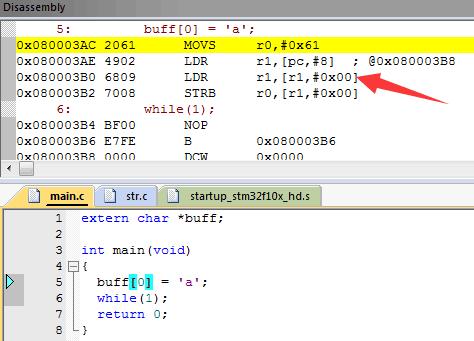 Disassembly
5: buff[0] = 'a';
0x080003AC 2061 MOVS r0,#0x61
0x080003AE 4902 LDR r1,[pc,#8] ; @0x080003B8
0x080003B0 6809 LDR r1,[r1,#0x00]
0x080003B2 7008 STRB r0,[r1,#0x00]
6: while(1);
0x080003B4 BF00 NOP
0x080003B6 E7FE B 0x080003B6
0x080003B8 0000 DCW 0x0000
main.c str.c startup_stm32f10x_hd.s
1 extern char *buff;
2
3 int main(void)
4 {
5 buff[0] = 'a';
6 while(1);
7 return 0;
8 }